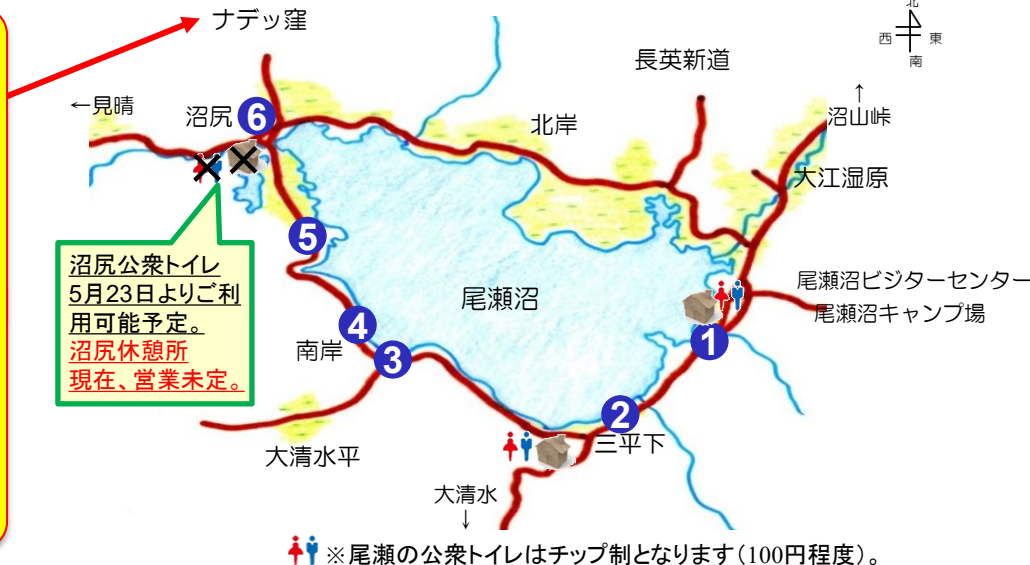 ナデッ窪
北
西 東
南
長英新道
←見晴
沼尻
6
北岸
↑
沼山峠
大江湿原
5
沼尻公衆トイレ
5月23日よりご利
用可能予定。
沼尻休憩所
現在、営業未定。
尾瀬沼
尾瀬沼ビジターセンター
尾瀬沼キャンプ場
4
南岸
3
1
2
三平下
大清水平
大清水
↓
※尾瀬の公衆トイレはチップ制となります(100円程度)。